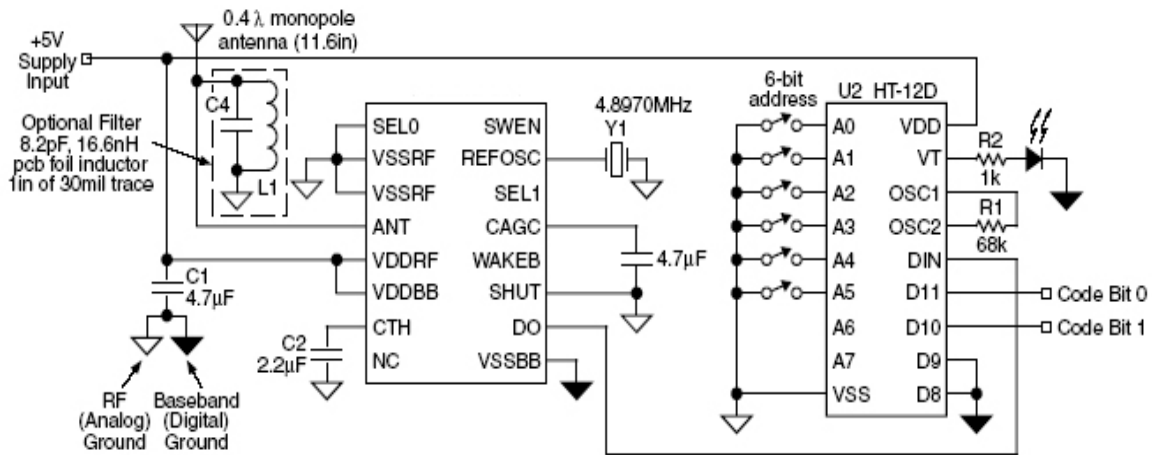 +5V
Supply
Input
0.4 λ monopole
antenna (11.6in)
C4
L1
Optional Filter
8.2pF, 16.6nH
pcb foil inductor
1in of 30mil trace
SEL0
VSSRF
VSSRF
ANT
VDDRF
VDDBB
CTH
NC
SWEN
REFOSC
SEL1
CAGC
WAKEB
SHUT
DO
VSSBB
C1
4.7µF
C2
2.2µF
RF
(Analog)
Ground
Baseband
(Digital)
Ground
4.8970MHz
Y1
4.7µF
6-bit
address
U2 HT-12D
A0
A1
A2
A3
A4
A5
A6
A7
VSS
VDD
VT
OSC1
OSC2
DIN
D11
D10
D9
D8
R2
1k
R1
68k
Code Bit 0
Code Bit 1